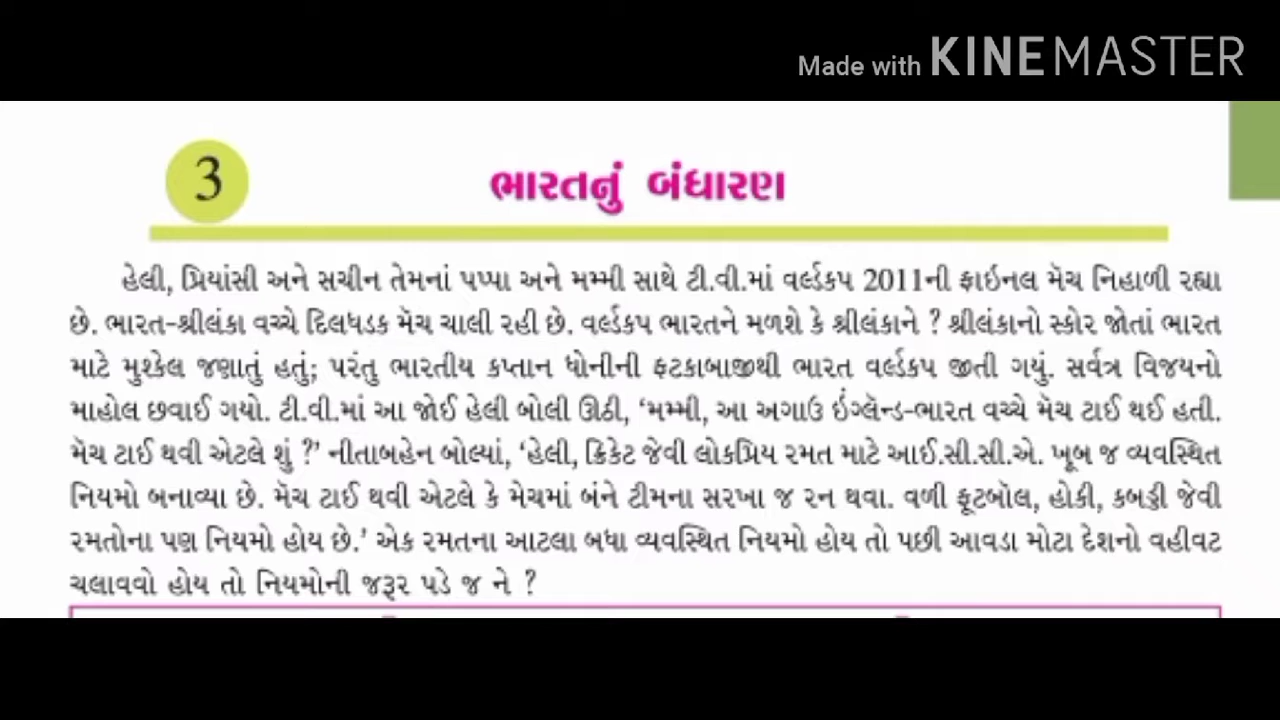 Made with KINEMASTER
3
ભારતનું બંધારણ
હેલી, પ્રિયાંસી અને સચીન તેમનાં પપ્પા અને મમ્મી સાથે ટી.વી.માં વર્લ્ડકપ 2011ની ફાઇનલ મૅચ નિહાળી રહ્યા
છે. ભારત-શ્રીલંકા વચ્ચે દિલધડક મૅચ ચાલી રહી છે. વર્લ્ડકપ ભારતને મળશે કે શ્રીલંકાને ? શ્રીલંકાનો સ્કોર જોતાં ભારત
માટે મુશ્કેલ જણાતું હતું; પરંતુ ભારતીય કપ્તાન ધોનીની ફટકાબાજીથી ભારત વર્લ્ડકપ જીતી ગયું. સર્વત્ર વિજયનો
માહોલ છવાઈ ગયો. ટી.વી.માં આ જોઈ હેલી બોલી ઊઠી, ‘મમ્મી, આ અગાઉ ઇંગ્લૅન્ડ-ભારત વચ્ચે મૅચ ટાઈ થઈ હતી.
મૅચ ટાઈ થવી એટલે શું ?’ નીતાબહેન બોલ્યાં, ‘હેલી, ક્રિકેટ જેવી લોકપ્રિય રમત માટે આઈ.સી.સી.એ. ખૂબ જ વ્યવસ્થિત
નિયમો બનાવ્યા છે. મૅચ ટાઈ થવી એટલે કે મેચમાં બંને ટીમના સરખા જ રન થવા. વળી ફૂટબૉલ, હોકી, કબડ્ડી જેવી
રમતોના પણ નિયમો હોય છે.’ એક રમતના આટલા બધા વ્યવસ્થિત નિયમો હોય તો પછી આવડા મોટા દેશનો વહીવટ
ચલાવવો હોય તો નિયમોની જરૂર પડે જ ને ?